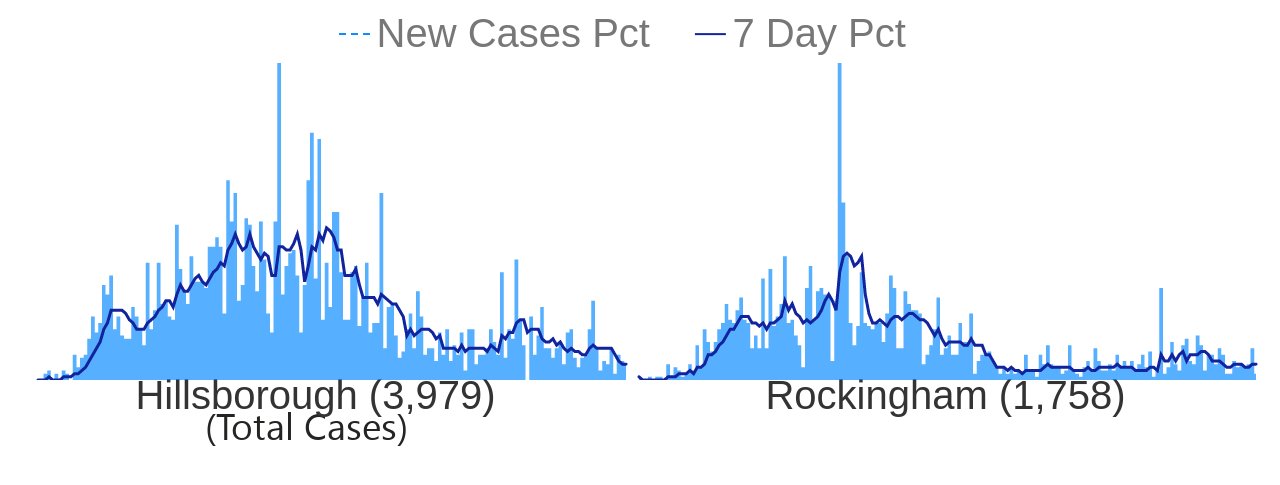 New Cases Pct 7 Day Pct
Hillsborough (3,979) Rockingham (1,758)
(Total Cases)